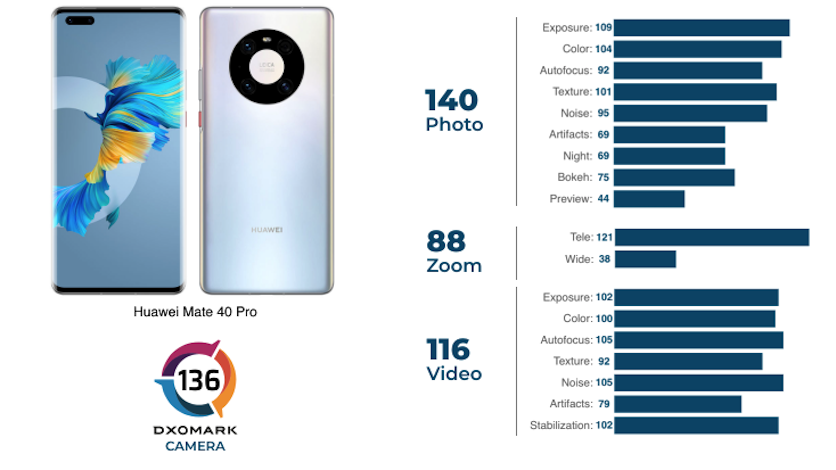 LEICA
HUAWEI
Huawei Mate 40 Pro
136
DXOMARK
CAMERA
140
Photo
Exposure: 109
Color: 104
Autofocus: 92
Texture: 101
Noise: 95
Artifacts: 69
Night: 69
Bokeh: 75
Preview: 44
88
Zoom
Tele: 121
Wide: 38
116
Video
Exposure: 102
Color: 100
Autofocus: 105
Texture: 92
Noise: 105
Artifacts: 79
Stabilization: 102